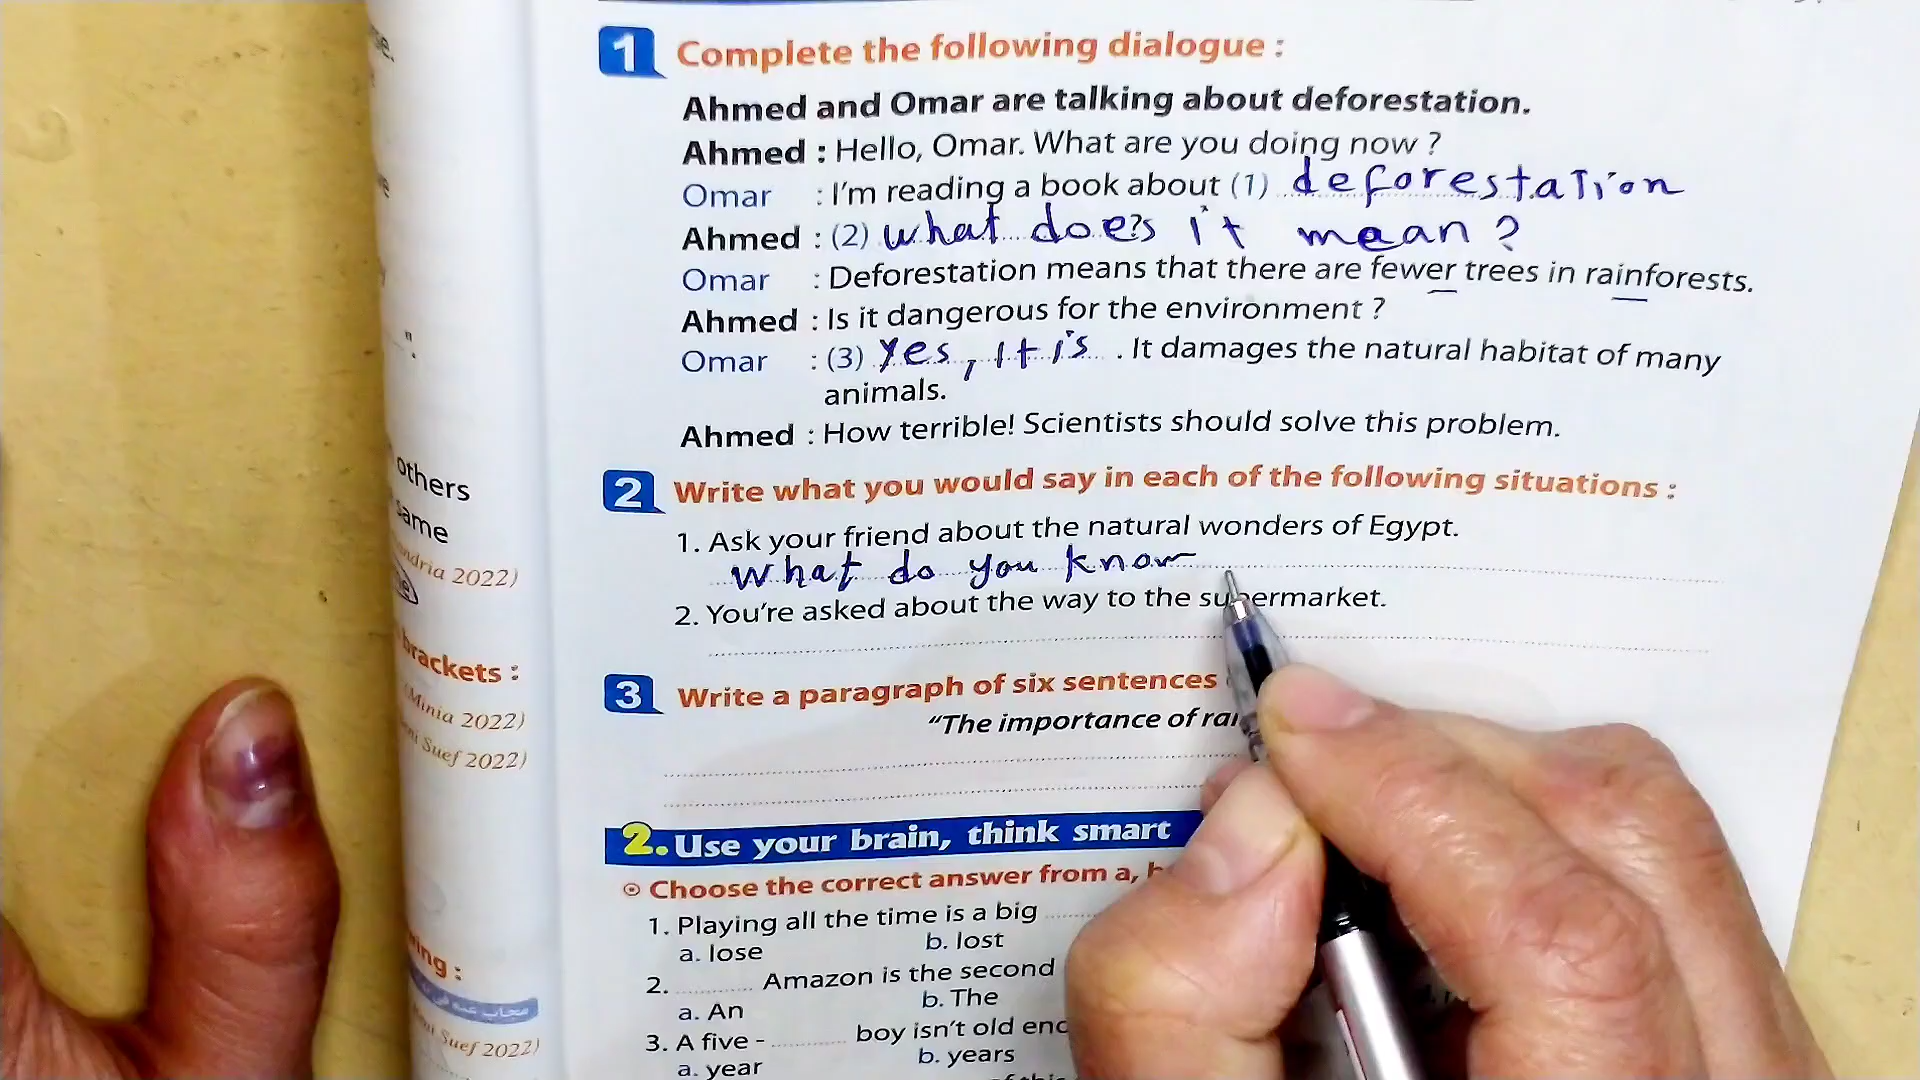 1 Complete the following dialogue :
Ahmed and Omar are talking about deforestation.
Ahmed : Hello, Omar. What are you doing now ?
Omar : I'm reading a book about (1) deforestation
Ahmed : (2) what does it mean ?
Omar : Deforestation means that there are fewer trees in rainforests.
Ahmed : Is it dangerous for the environment ?
Omar : (3) yes, it is . It damages the natural habitat of many
animals.
Ahmed : How terrible! Scientists should solve this problem.
2 Write what you would say in each of the following situations :
1. Ask your friend about the natural wonders of Egypt.
What do you know
2. You're asked about the way to the supermarket.
3 Write a paragraph of six sentences
"The importance of
2. Use your brain, think smart
Choose the correct answer from a,
1. Playing all the time is a big
a. lose b. lost
2. Amazon is the second
a. An b. The
3. A five - boy isn't old
a. year b. years
others
same
2022)
brackets :
(Minia 2022)
Suef 2022)
Suef 2022)